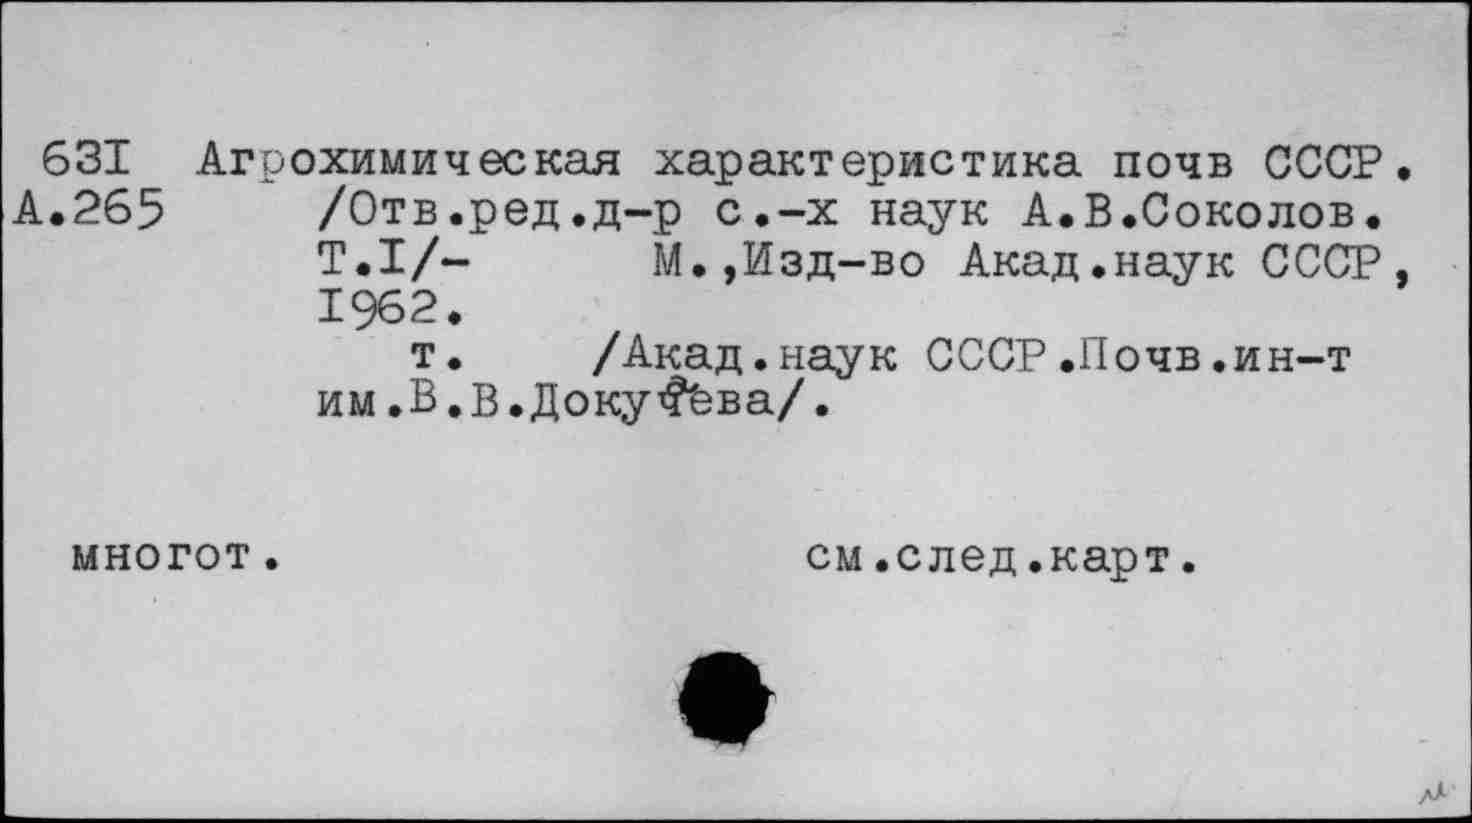 631 Агрохимическая характеристика почв СССР.
А.265 /Отв.ред.д-р с.-х наук А.В.Соколов.
Т.I/- М.,Изд-во Акад.наук СССР,
1962.
т. /Акад.наук СССР.Почв.ин-т
им.В.В.Докучаева/.
многот. см.след.карт.